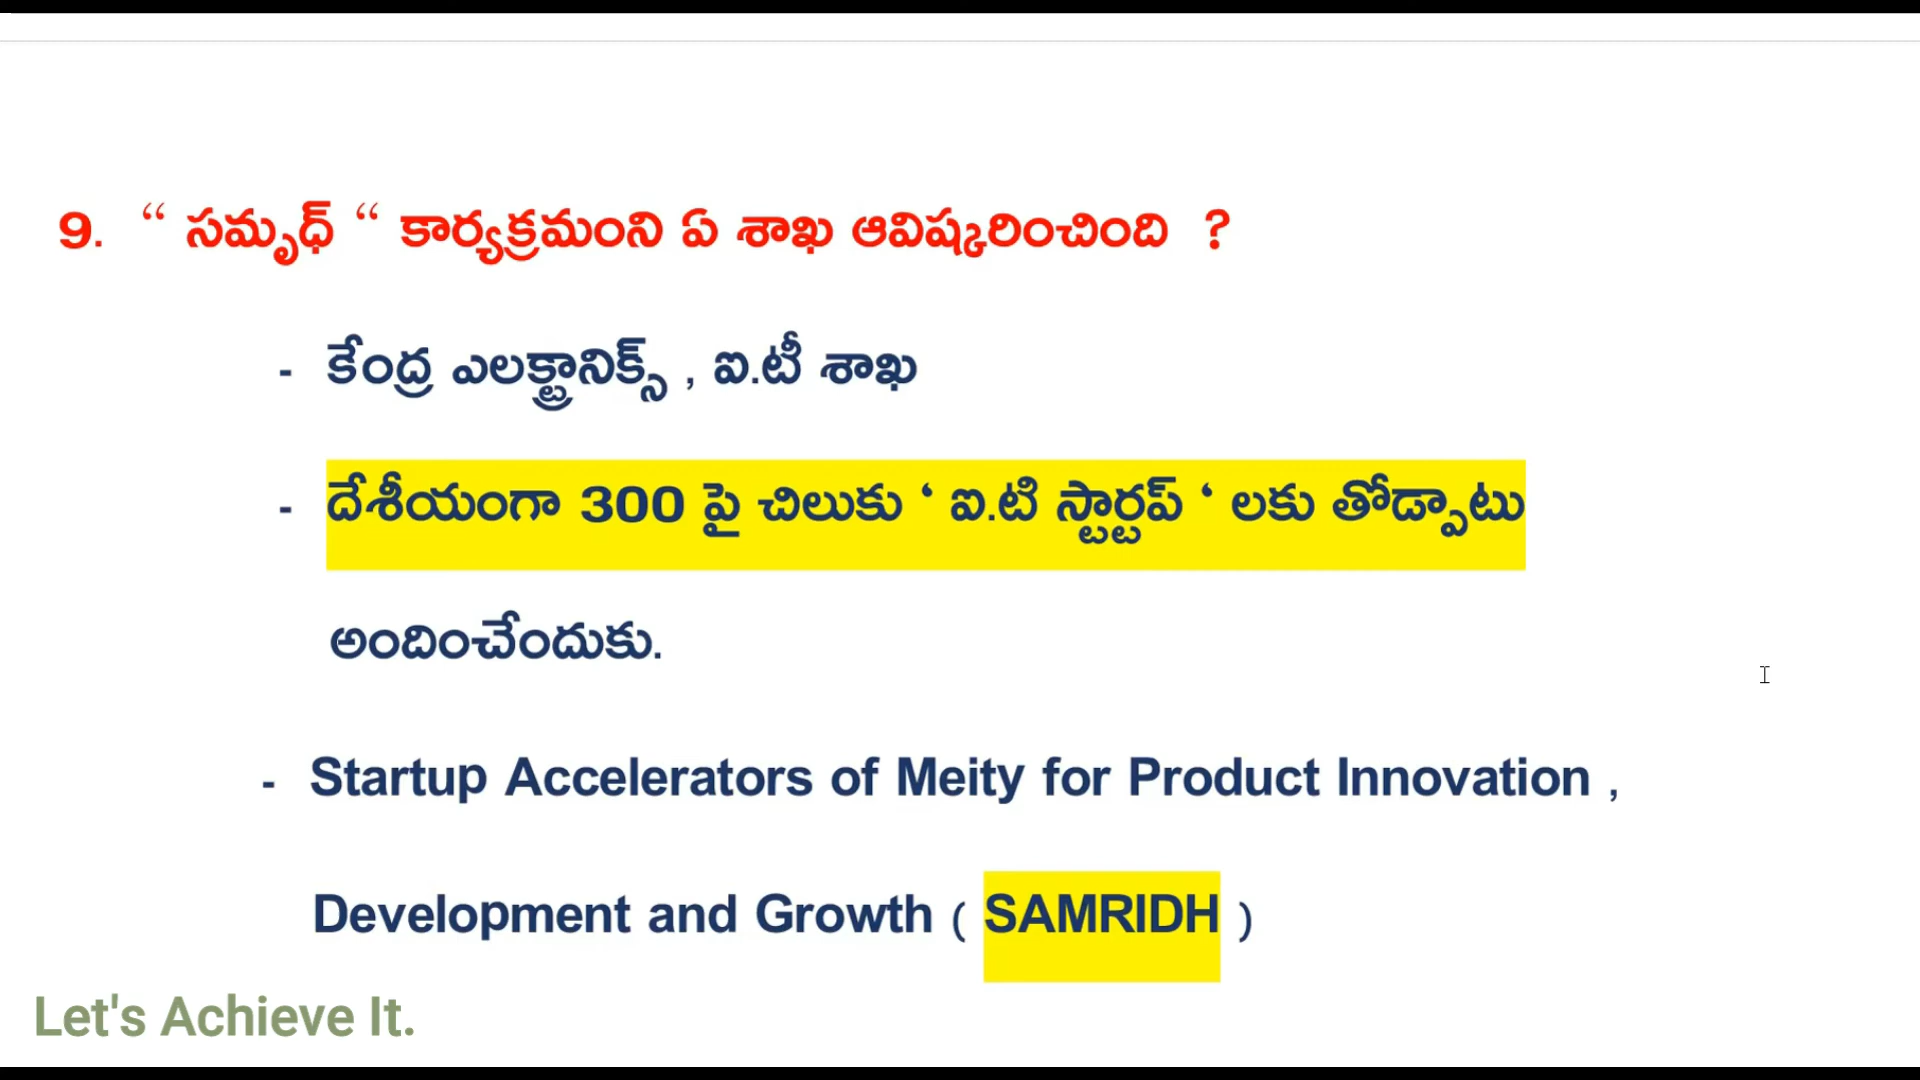 9. “ సమృధ్ “ కార్యక్రమంని ఏ శాఖ ఆవిష్కరించింది ?
- కేంద్ర ఎలక్ట్రానిక్స్ , ఐ.టీ శాఖ
- దేశీయంగా 300 పై చిలుకు ‘ ఐ.టి స్టార్టప్ ‘ లకు తోడ్పాటు
అందించేందుకు.
- Startup Accelerators of Meity for Product Innovation ,
Development and Growth ( SAMRIDH )
Let's Achieve It.